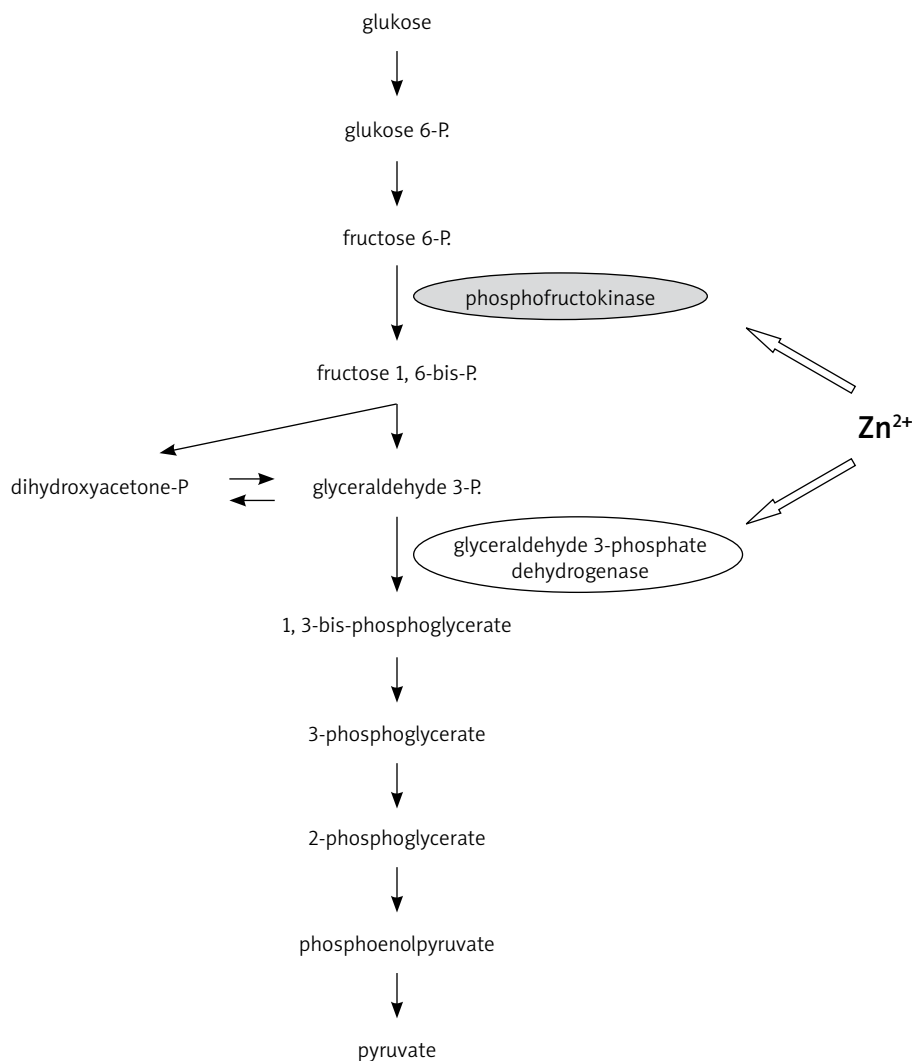 glukose
glukose 6-P.
fructose 6-P.
phosphofructokinase
fructose 1, 6-bis-P.
Zn²⁺
dihydroxyacetone-P
glyceraldehyde 3-P.
glyceraldehyde 3-phosphate
dehydrogenase
1, 3-bis-phosphoglycerate
3-phosphoglycerate
2-phosphoglycerate
phosphoenolpyruvate
pyruvate